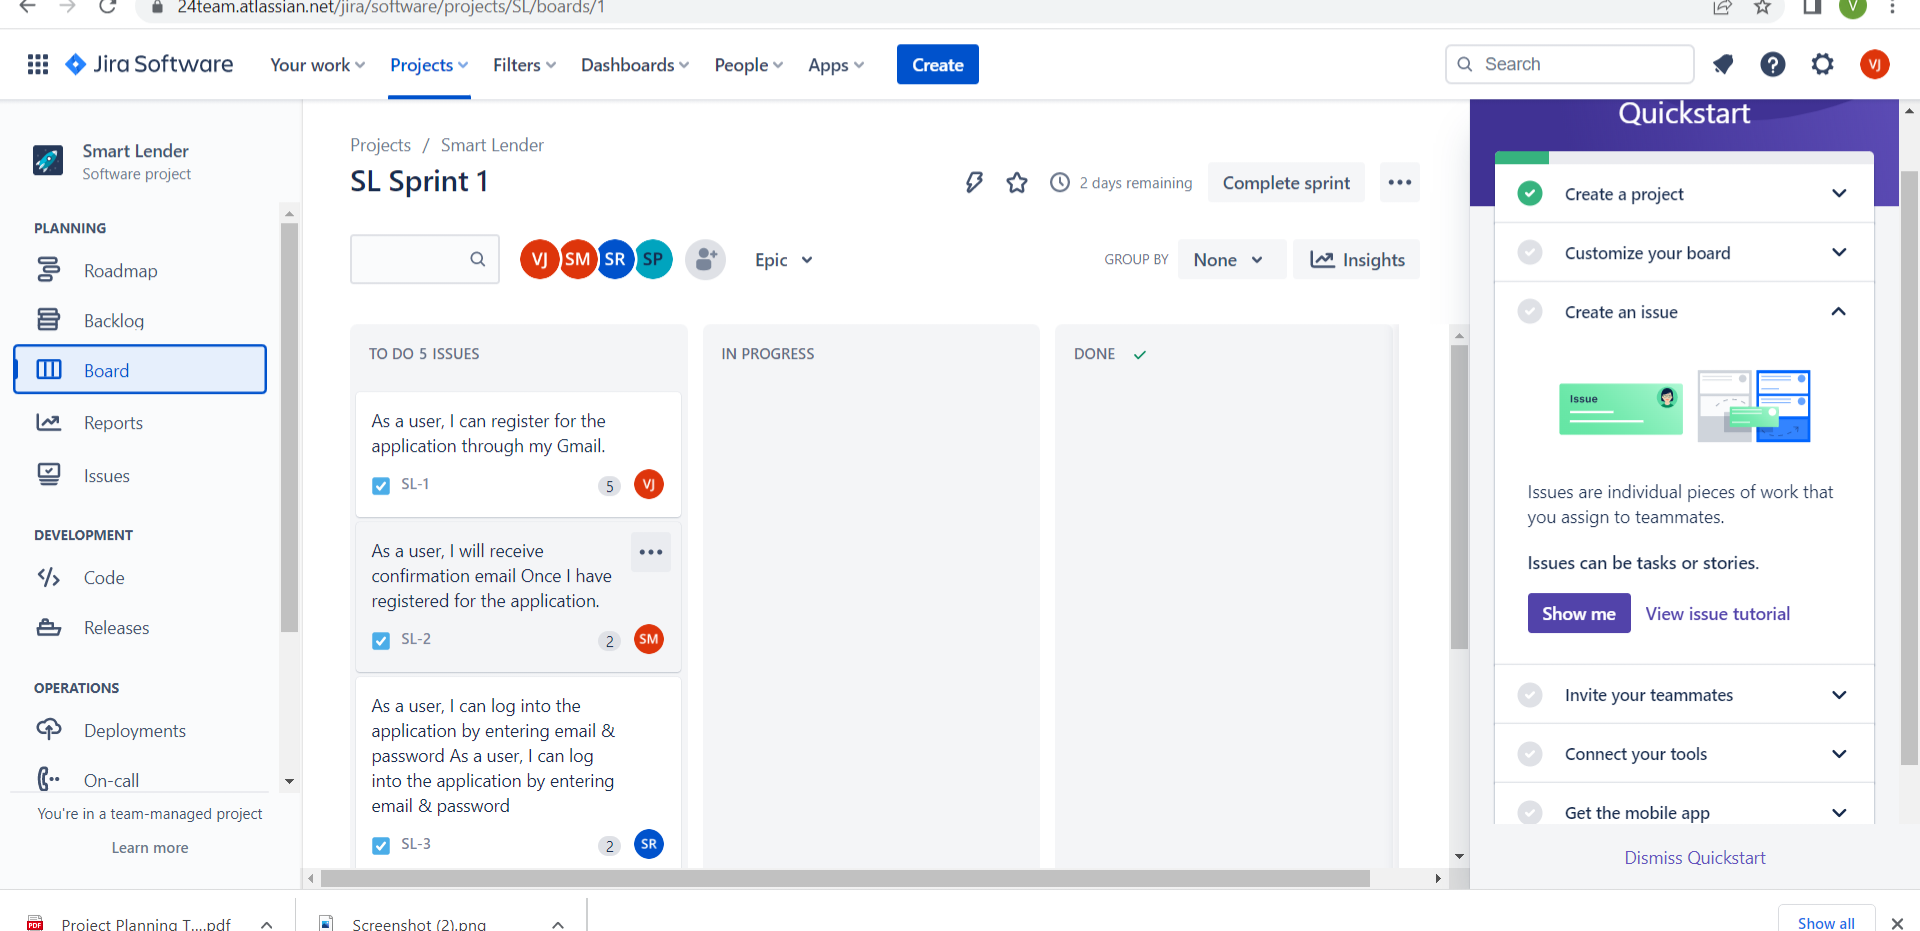 24team.atlassian.net/jira/software/projects/SL/boards/1
V
Jira Software
Your work
Projects
Filters
Dashboards
People
Apps
Create
Search
VJ
Smart Lender
Software project
PLANNING
Roadmap
Backlog
Board
Reports
Issues
DEVELOPMENT
Code
Releases
OPERATIONS
Deployments
On-call
You're in a team-managed project
Learn more
Projects / Smart Lender
SL Sprint 1
2 days remaining
Complete sprint
VJ SM SR SP
Epic
GROUP BY
None
Insights
TO DO 5 ISSUES
As a user, I can register for the
application through my Gmail.
SL-1
5
VJ
As a user, I will receive
confirmation email Once I have
registered for the application.
SL-2
2
SM
As a user, I can log into the
application by entering email &
password As a user, I can log
into the application by entering
email & password
SL-3
2
SR
IN PROGRESS
DONE
Quickstart
Create a project
Customize your board
Create an issue
Issue
Issues are individual pieces of work that
you assign to teammates.
Issues can be tasks or stories.
Show me
View issue tutorial
Invite your teammates
Connect your tools
Get the mobile app
Dismiss Quickstart
PDF
Project Planning T....pdf
Screenshot (2).png
Show all